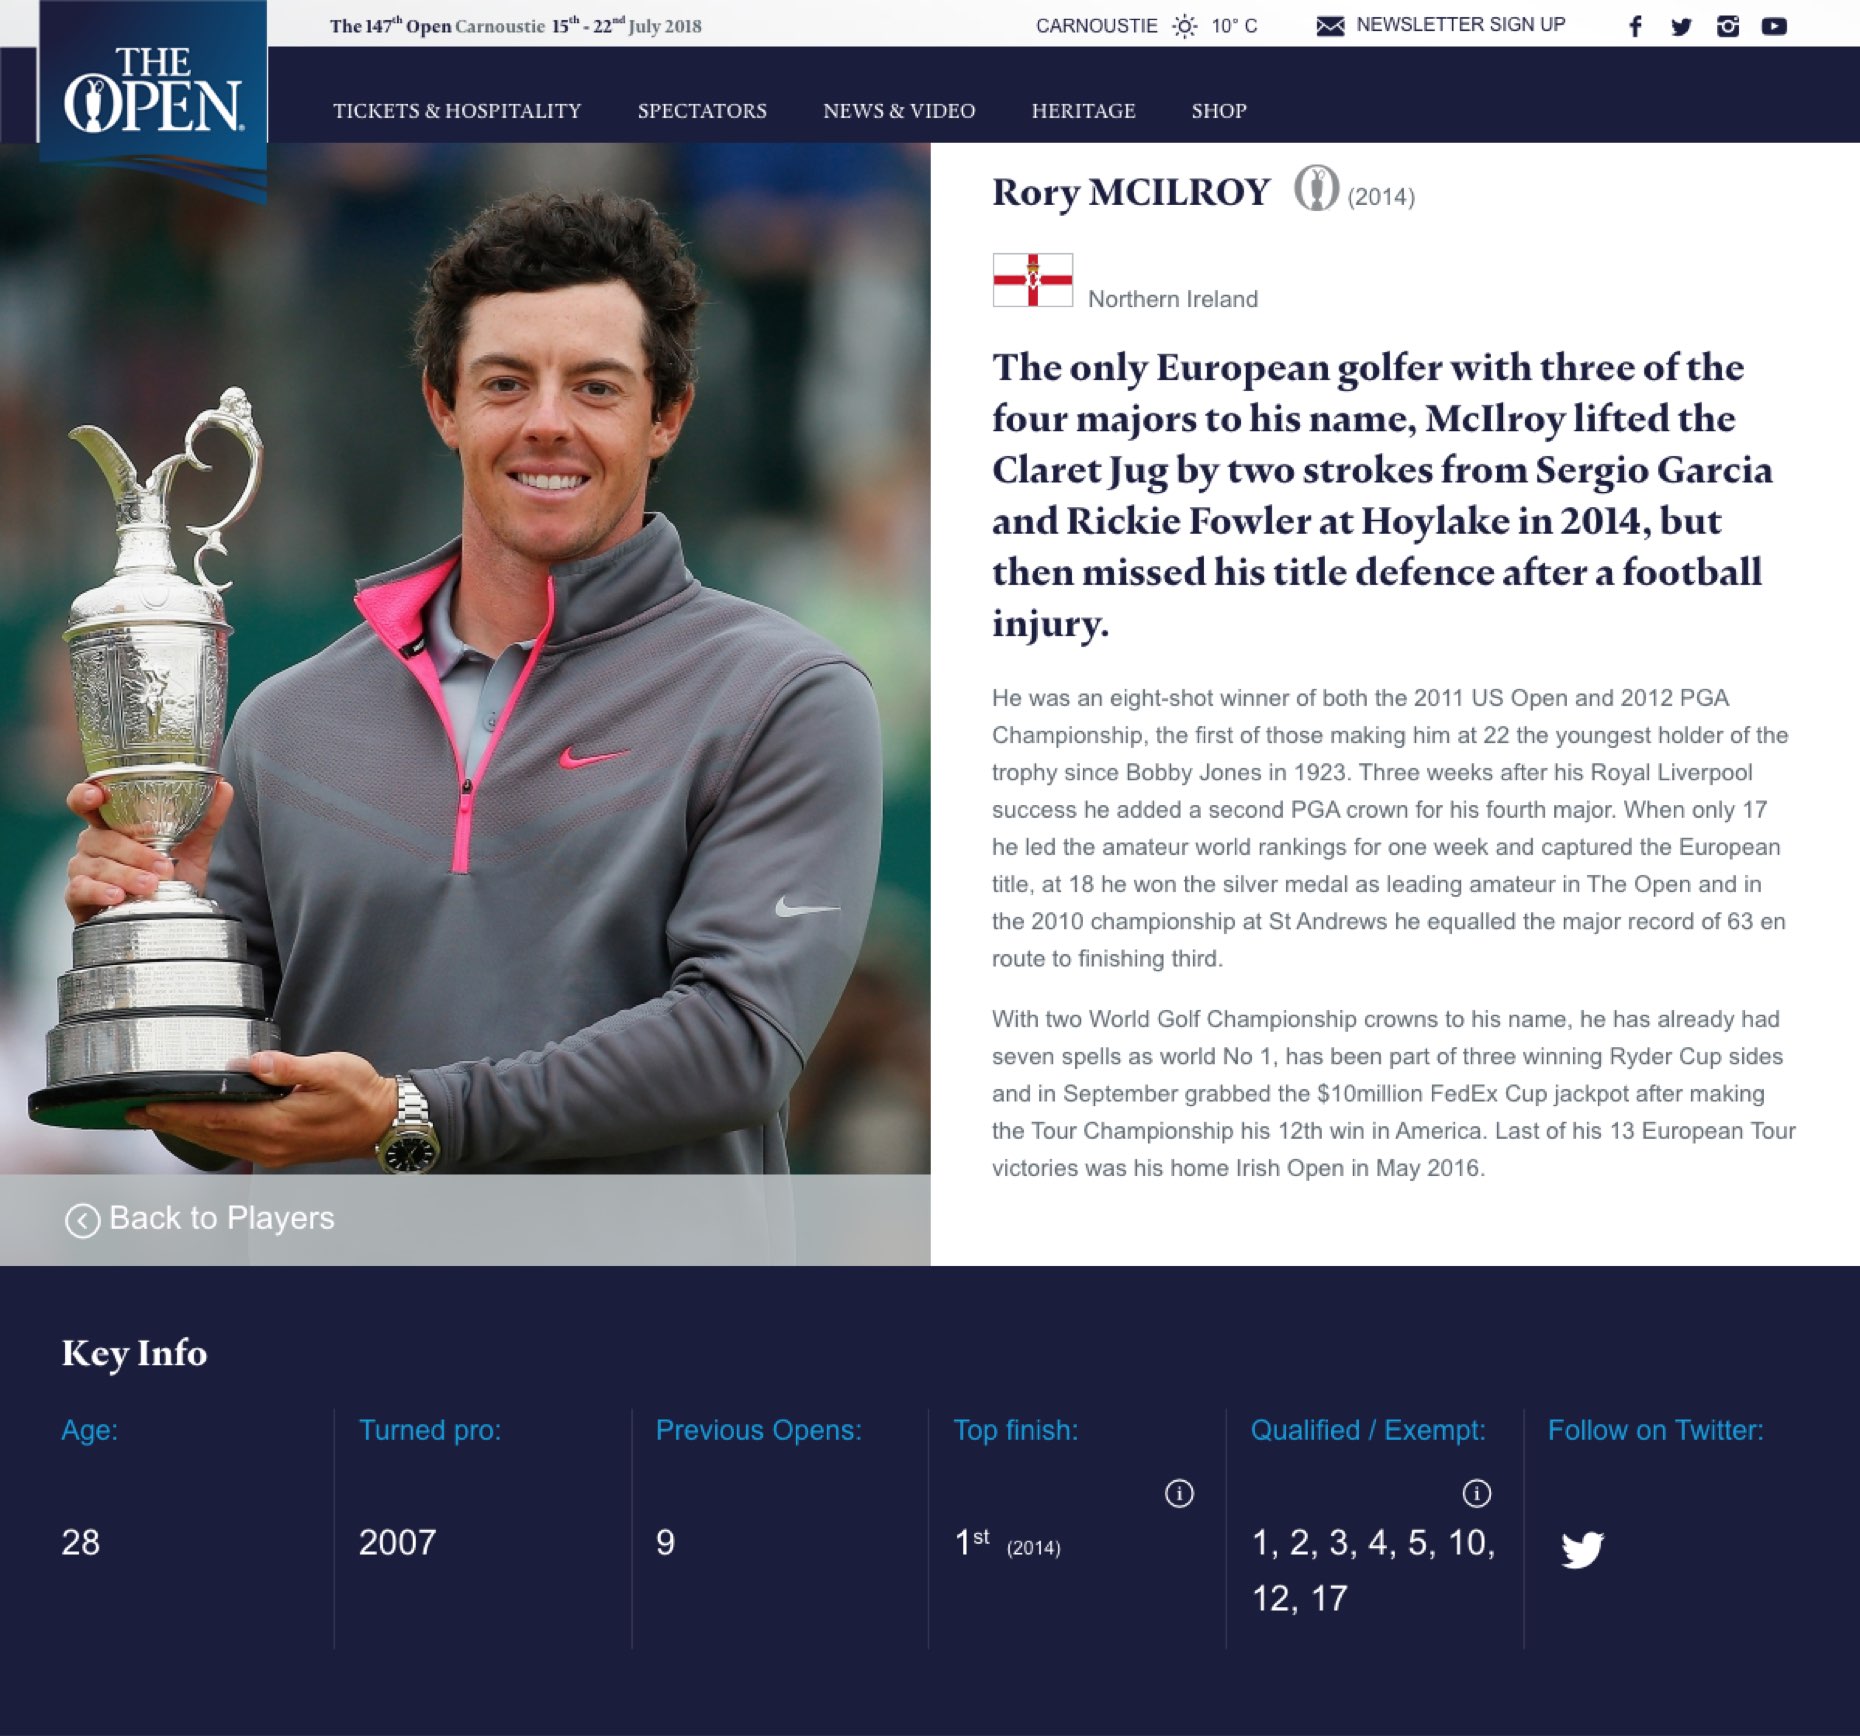 The 147th Open Carnoustie 15th - 22nd July 2018
CARNOUSTIE 10° C
NEWSLETTER SIGN UP
THE
OPEN
TICKETS & HOSPITALITY
SPECTATORS
NEWS & VIDEO
HERITAGE
SHOP
Rory MCILROY (2014)
Northern Ireland
The only European golfer with three of the
four majors to his name, McIlroy lifted the
Claret Jug by two strokes from Sergio Garcia
and Rickie Fowler at Hoylake in 2014, but
then missed his title defence after a football
injury.
He was an eight-shot winner of both the 2011 US Open and 2012 PGA
Championship, the first of those making him at 22 the youngest holder of the
trophy since Bobby Jones in 1923. Three weeks after his Royal Liverpool
success he added a second PGA crown for his fourth major. When only 17
he led the amateur world rankings for one week and captured the European
title, at 18 he won the silver medal as leading amateur in The Open and in
the 2010 championship at St Andrews he equalled the major record of 63 en
route to finishing third.
With two World Golf Championship crowns to his name, he has already had
seven spells as world No 1, has been part of three winning Ryder Cup sides
and in September grabbed the $10million FedEx Cup jackpot after making
the Tour Championship his 12th win in America. Last of his 13 European Tour
victories was his home Irish Open in May 2016.
Back to Players
Key Info
Age:
28
Turned pro:
2007
Previous Opens:
9
Top finish:
1st (2014)
Qualified / Exempt:
1, 2, 3, 4, 5, 10,
12, 17
Follow on Twitter: